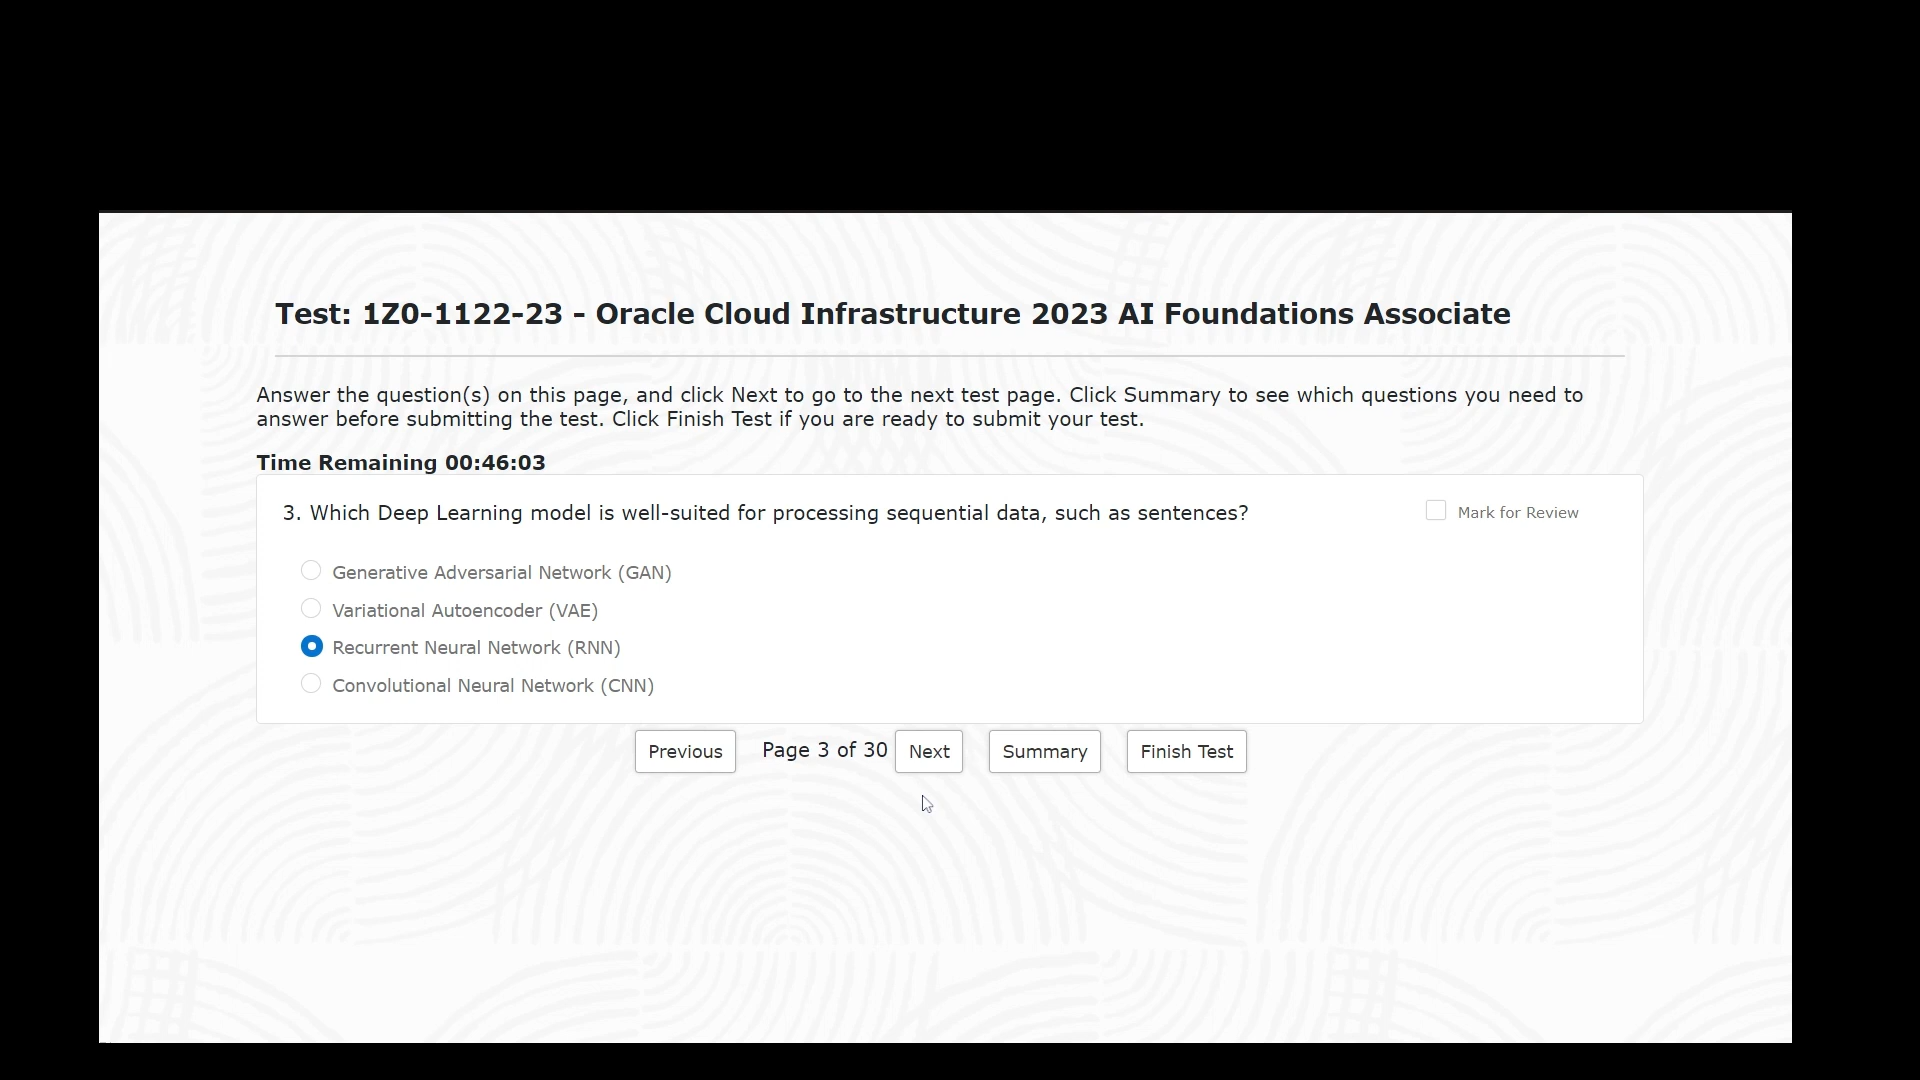 Test: 1Z0-1122-23 - Oracle Cloud Infrastructure 2023 AI Foundations Associate
Answer the question(s) on this page, and click Next to go to the next test page. Click Summary to see which questions you need to
answer before submitting the test. Click Finish Test if you are ready to submit your test.
Time Remaining 00:46:03
3. Which Deep Learning model is well-suited for processing sequential data, such as sentences?
Mark for Review
Generative Adversarial Network (GAN)
Variational Autoencoder (VAE)
Recurrent Neural Network (RNN)
Convolutional Neural Network (CNN)
Previous Page 3 of 30 Next Summary Finish Test